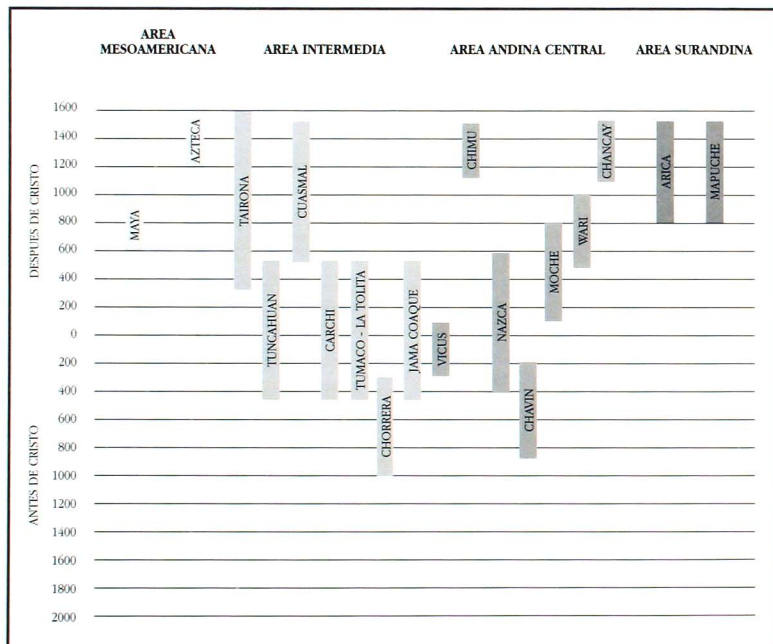 AREA
MESOAMERICANA
AREA INTERMEDIA
AREA ANDINA CENTRAL
AREA SURANDINA
DESPUES DE CRISTO
ANTES DE CRISTO
1600
1400
1200
1000
800
600
400
200
0
200
400
600
800
1000
1200
1400
1600
1800
2000
MAYA
AZTECA
TAIRONA
TUNCAHUAN
CUASMAL
CARCHI
TUMACO - LA TOLITA
CHORRERA
JAMA COAQUE
VICUS
CHIMU
NAZCA
CHAVIN
MOCHE
WARI
CHANCAY
ARICA
MAPUCHE